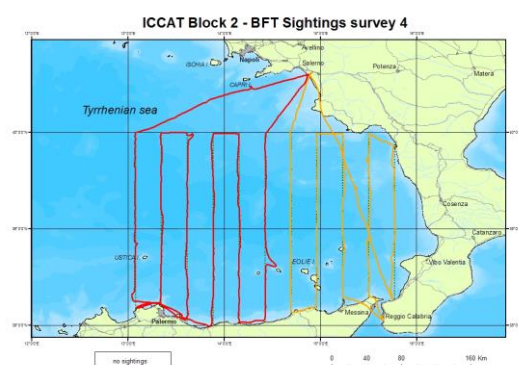 ICCAT Block 2 - BFT Sightings survey 4
Avellino
Napoli
ISCHIA I.
Salerno
Potenza
CAPRI I.
Matera
Tyrrhenian sea
Cosenza
Catanzaro
USTICA I.
EOLIE I.
Vibo Valentia
Palermo
Messina
Reggio Calabria
no sightings
0 40 80 160 Km